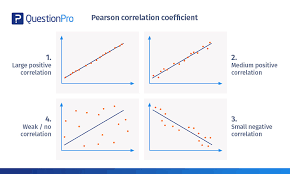 QuestionPro
Pearson correlation coefficient
1.
Large positive
correlation
2.
Medium positive
correlation
4.
Weak / no
correlation
3.
Small negative
correlation